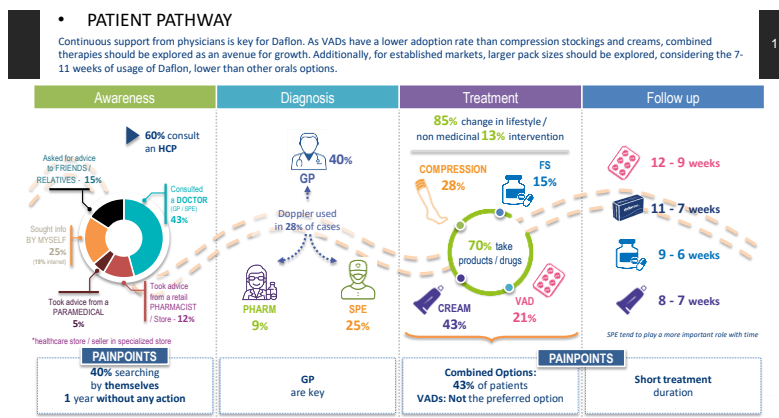 • PATIENT PATHWAY
1
Continuous support from physicians is key for Daflon. As VADs have a lower adoption rate than compression stockings and creams, combined
therapies should be explored as an avenue for growth. Additionally, for established markets, larger pack sizes should be explored, considering the 7-
11 weeks of usage of Daflon, lower than other orals options.
Awareness
60% consult
an HCP
Asked for advice
to FRIENDS /
RELATIVES - 15%
Consulted
a DOCTOR
(GP / SPE)
43%
Sought info
BY MYSELF
25%
(19% internet)
Took advice from a
PARAMEDICAL
5%
Took advice
from a retail
PHARMACIST
/ Store - 12%
*healthcare store / seller in specialized store
PAINPOINTS
40% searching
by themselves
1 year without any action
Diagnosis
40%
GP
Doppler used
in 28% of cases
PHARM
9%
SPE
25%
GP
are key
Treatment
85% change in lifestyle /
non medicinal 13% intervention
COMPRESSION
28%
FS
15%
70% take
products / drugs
CREAM
43%
VAD
21%
PAINPOINTS
Combined Options:
43% of patients
VADs: Not the preferred option
Follow up
12 - 9 weeks
11 - 7 weeks
9 - 6 weeks
8 - 7 weeks
SPE tend to play a more important role with time
Short treatment
duration